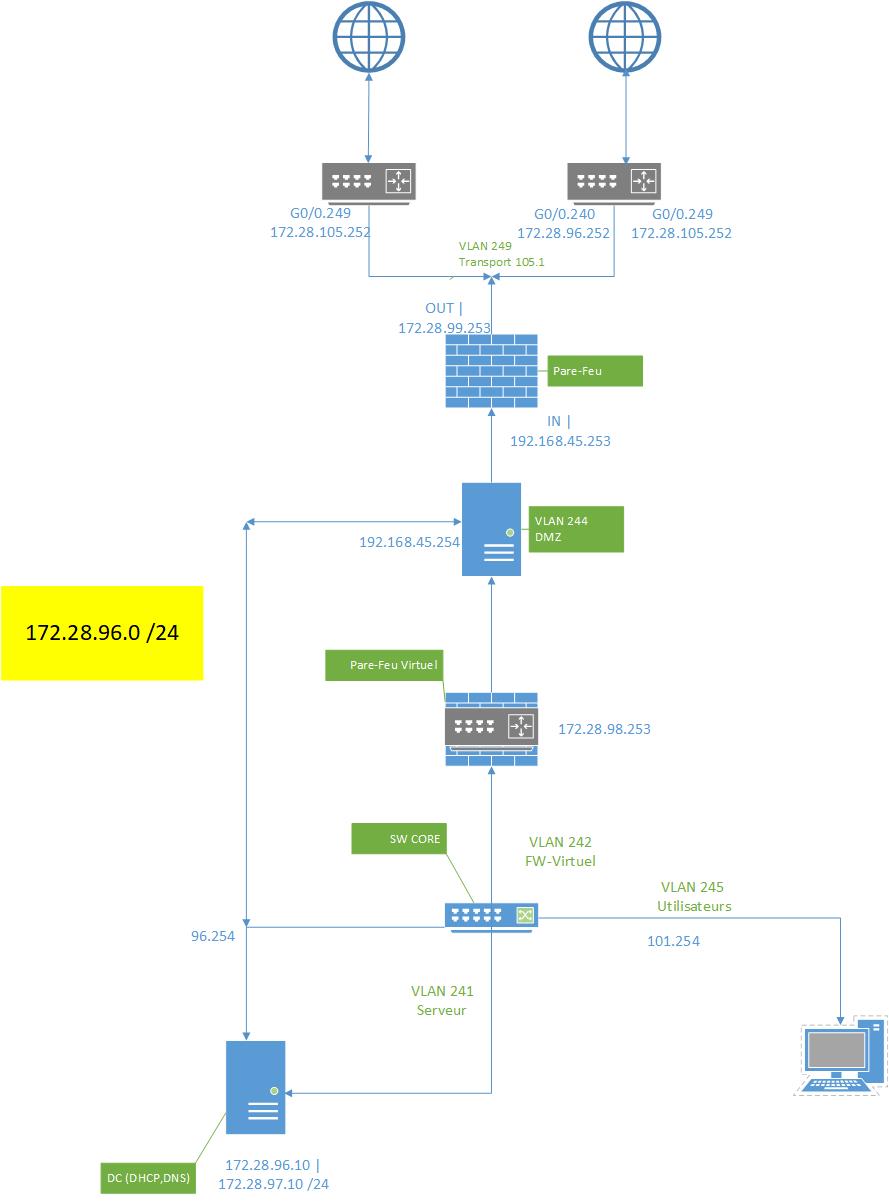 G0/0.249
172.28.105.252
G0/0.240
172.28.96.252
G0/0.249
172.28.105.252
VLAN 249
Transport 105.1
OUT |
172.28.99.253
Pare-Feu
IN |
192.168.45.253
VLAN 244
DMZ
192.168.45.254
172.28.96.0 /24
Pare-Feu Virtuel
172.28.98.253
SW CORE
VLAN 242
FW-Virtuel
VLAN 245
Utilisateurs
96.254
101.254
VLAN 241
Serveur
172.28.96.10 |
172.28.97.10 /24
DC (DHCP,DNS)